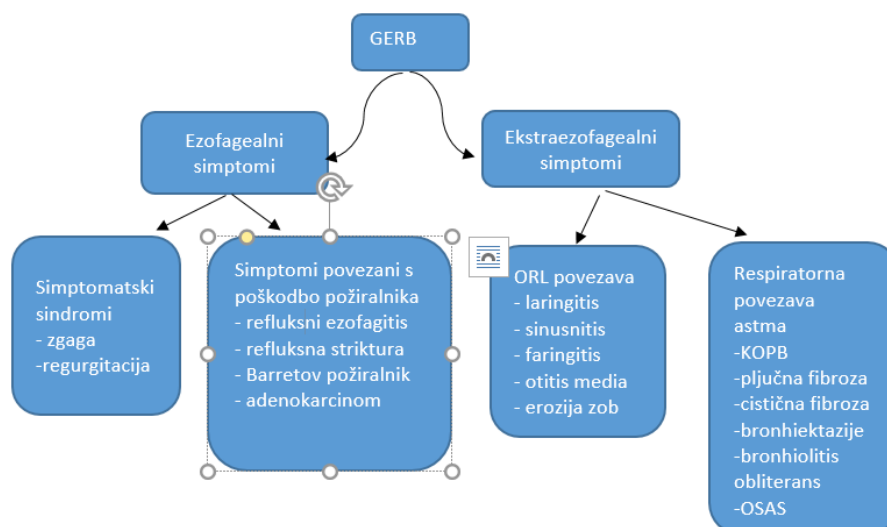 GERB
Ezofagealni
simptomi
Ekstraezofagealni
simptomi
Simptomatski
sindromi
- zgaga
-regurgitacija
Simptomi povezani s
poškodbo požiralnika
- refluksni ezofagitis
- refluksna striktura
- Barretov požiralnik
- adenokarcinom
ORL povezava
- laringitis
- sinusnitis
- faringitis
- otitis media
- erozija zob
Respiratorna
povezava
astma
-KOPB
-pljučna fibroza
-cistična fibroza
-bronhiektazije
-bronhiolitis
obliterans
-OSAS